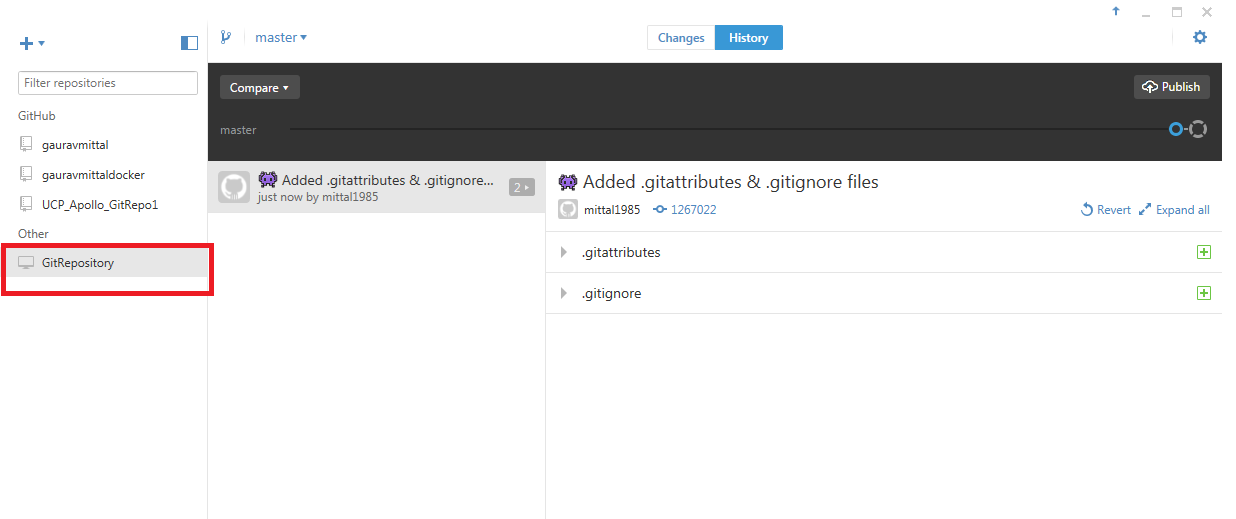 master
Changes
History
Filter repositories
GitHub
gauravmittal
gauravmittaldocker
UCP_Apollo_GitRepo1
Other
GitRepository
Compare
Publish
master
Added .gitattributes & .gitignore...
just now by mittal1985
2
Added .gitattributes & .gitignore files
mittal1985
1267022
Revert
Expand all
.gitattributes
.gitignore